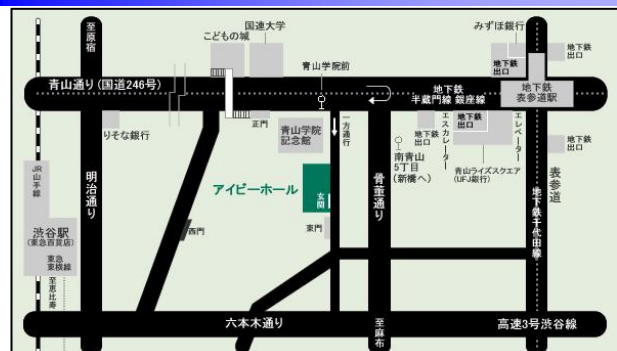 至原宿
こどもの城
国連大学
みずほ銀行
地下鉄
出口
地下鉄
出口
青山学院前
青山通り(国道246号)
地下鉄
半蔵門線 銀座線
地下鉄
表参道駅
りそな銀行
正門
青山学院
記念館
一方通行
南青山
5丁目
(新橋へ)
地下鉄
出口
エスカレーター
地下鉄
出口
青山ライズスクエア
(UFJ銀行)
エレベーター
地下鉄
出口
JR
山手線
明治通り
アイビーホール
玄関
骨董通り
地下鉄千代田線
表参道
渋谷駅
(東急百貨店)
東急
東横線
至恵比寿
西門
東門
六本木通り
至麻布
高速3号渋谷線